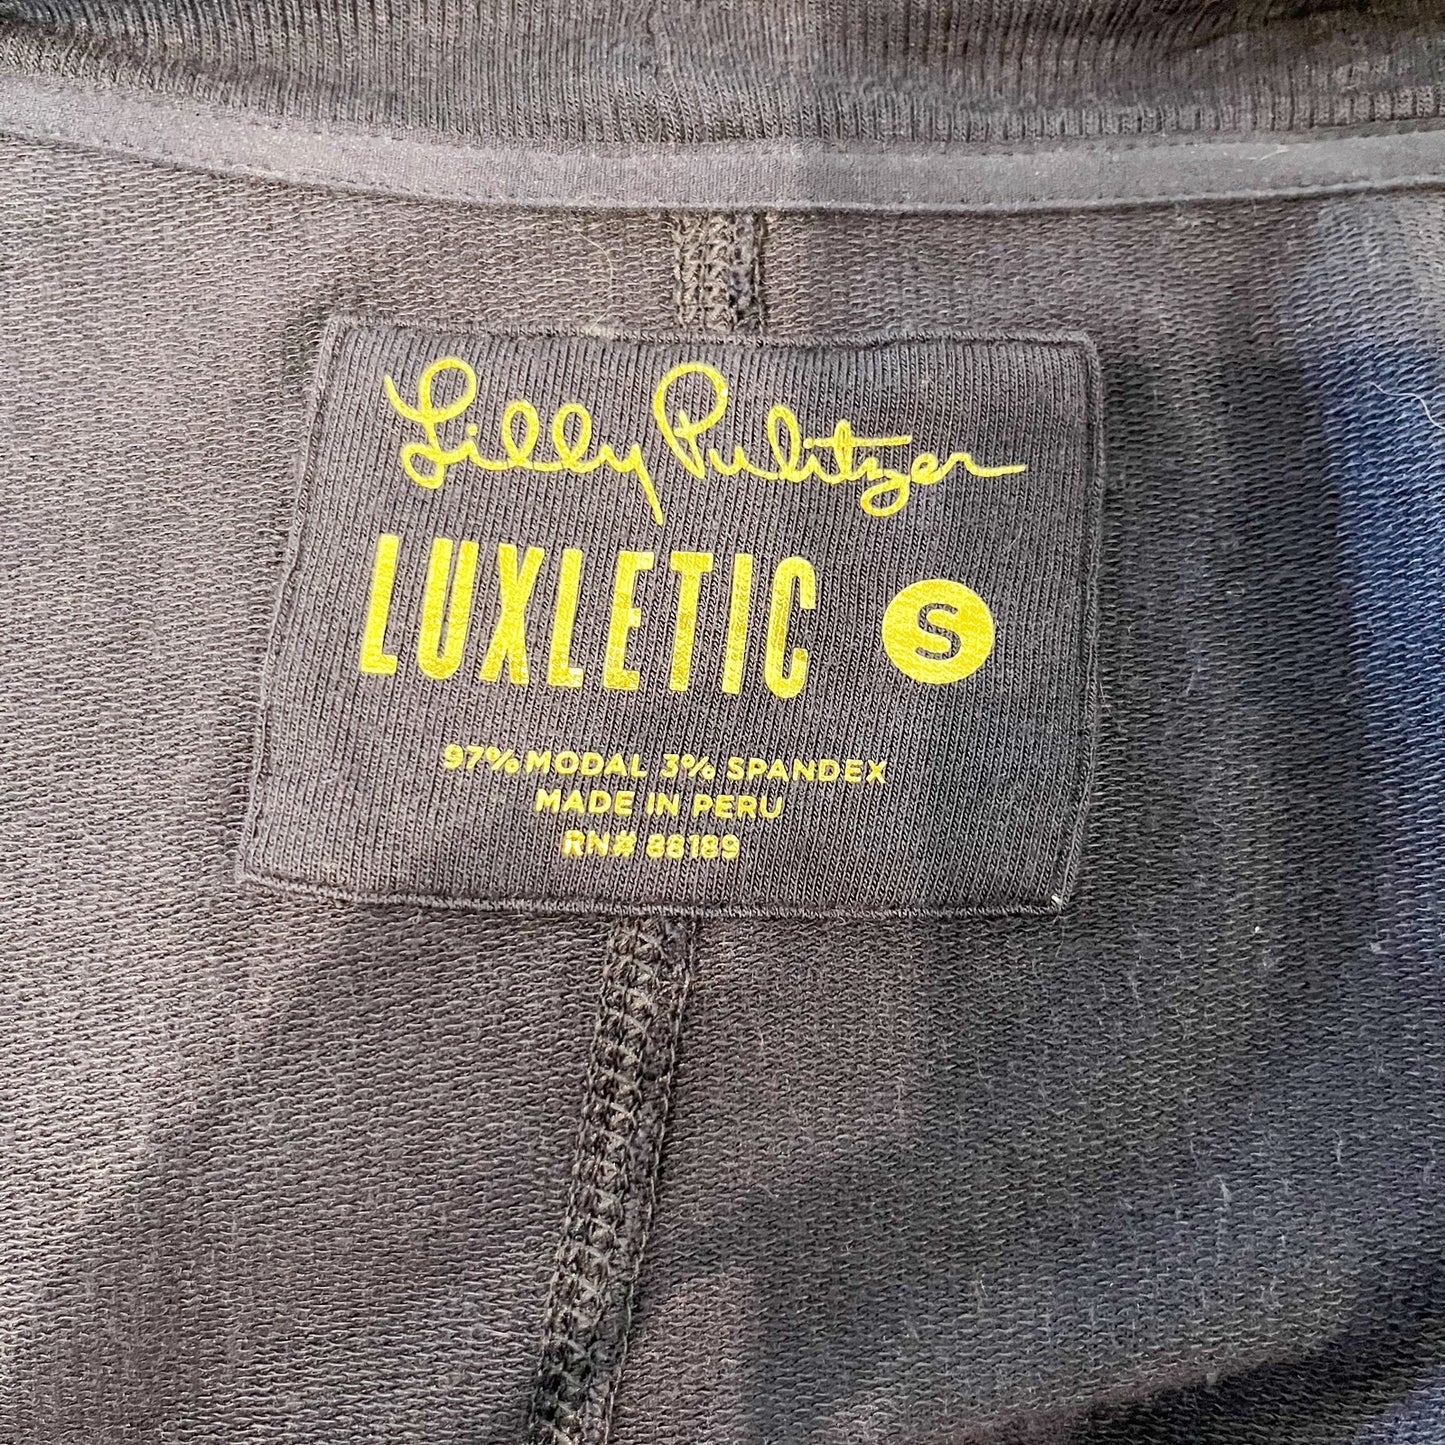 Lilly Pulitzer
LUXLETIC S
97% MODAL 3% SPANDEX
MADE IN PERU
RN# 88189